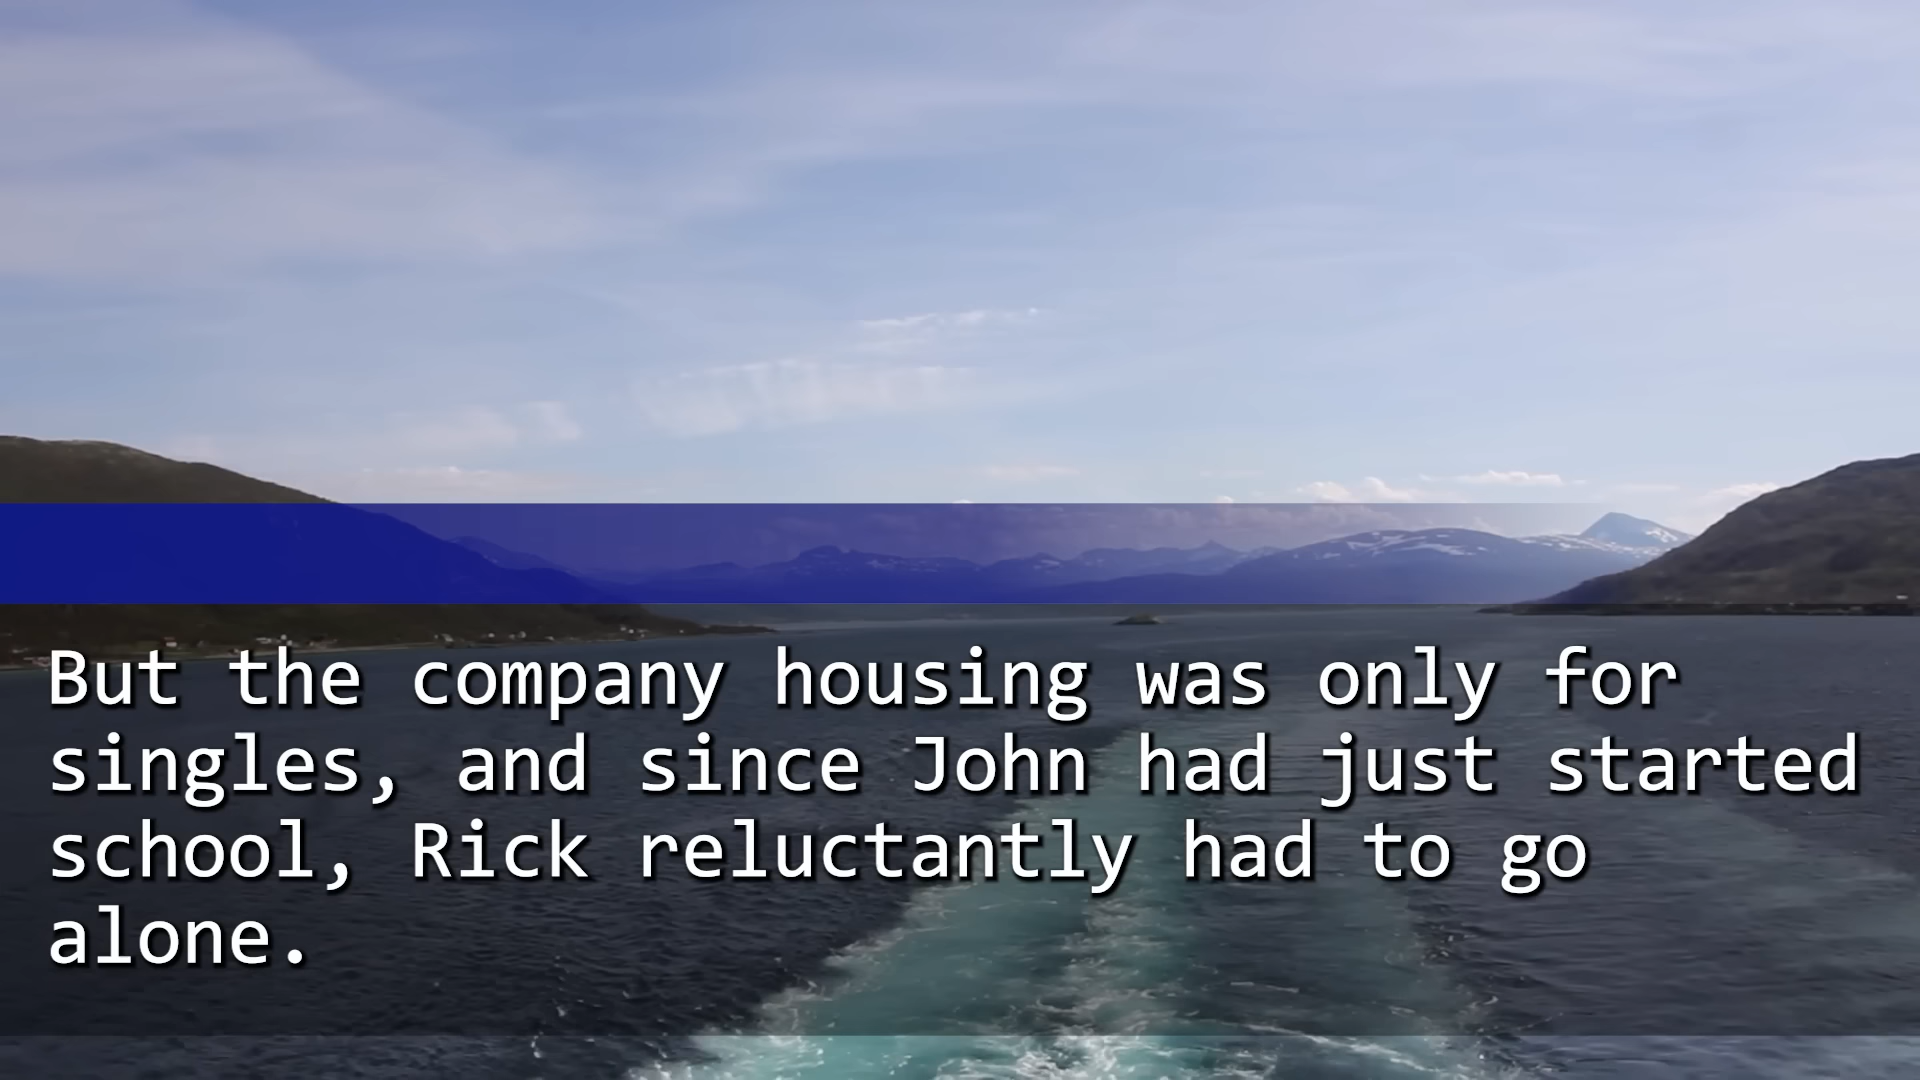 But the company housing was only for
singles, and since John had just started
school, Rick reluctantly had to go
alone.